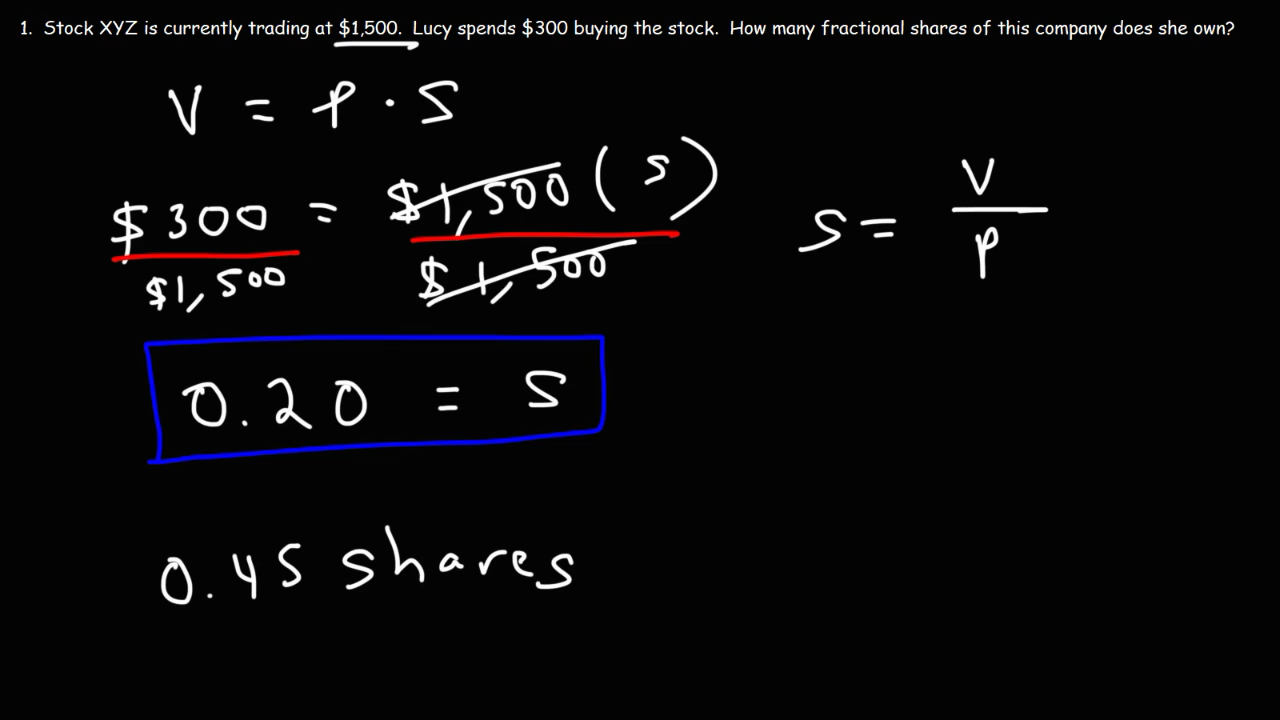 1. Stock XYZ is currently trading at $1,500. Lucy spends $300 buying the stock. How many fractional shares of this company does she own?
V = P · S
$300 = $1,500 (s)
$1,500 $1,500
S = V
P
0.20 = S
0.45 shares